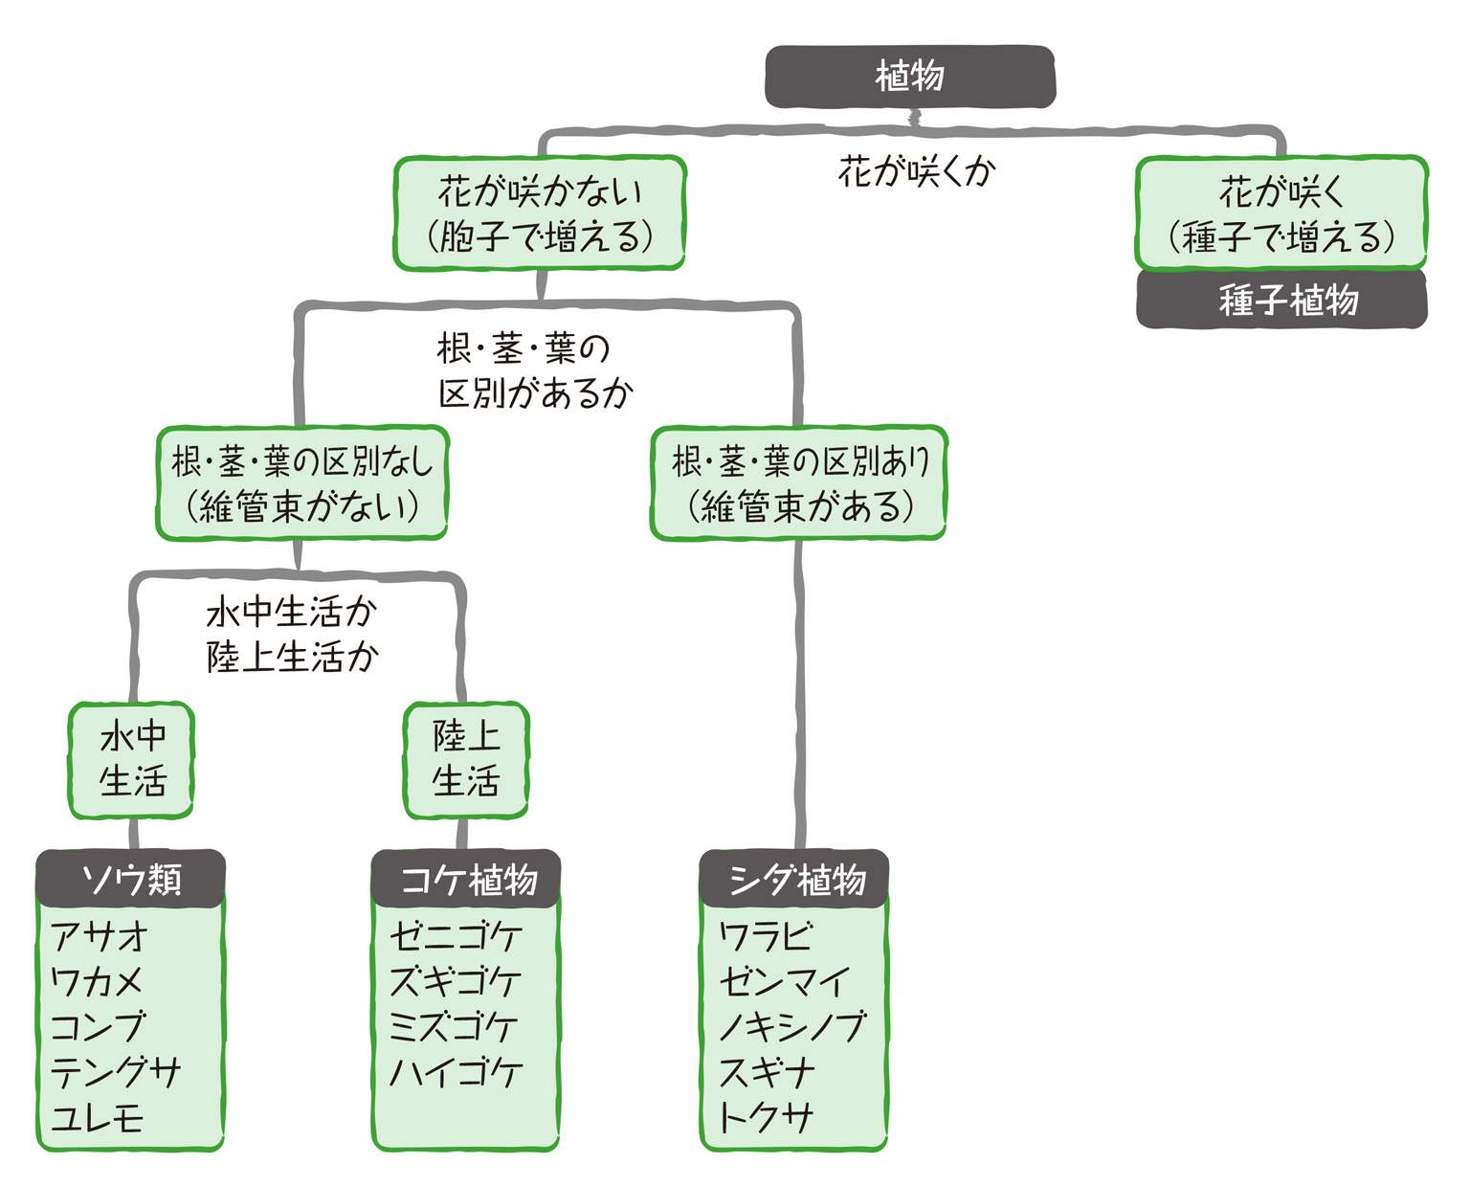 植物
花が咲くか
花が咲かない
（胞子で増える）
花が咲く
（種子で増える）
種子植物
根・茎・葉の
区別があるか
根・茎・葉の区別なし
（維管束がない）
根・茎・葉の区別あり
（維管束がある）
水中生活か
陸上生活か
水中
生活
陸上
生活
ソウ類
アサオ
ワカメ
コンブ
テングサ
ユレモ
コケ植物
ゼニゴケ
ズギゴケ
ミズゴケ
ハイゴケ
シダ植物
ワラビ
ゼンマイ
ノキシノブ
スギナ
トクサ